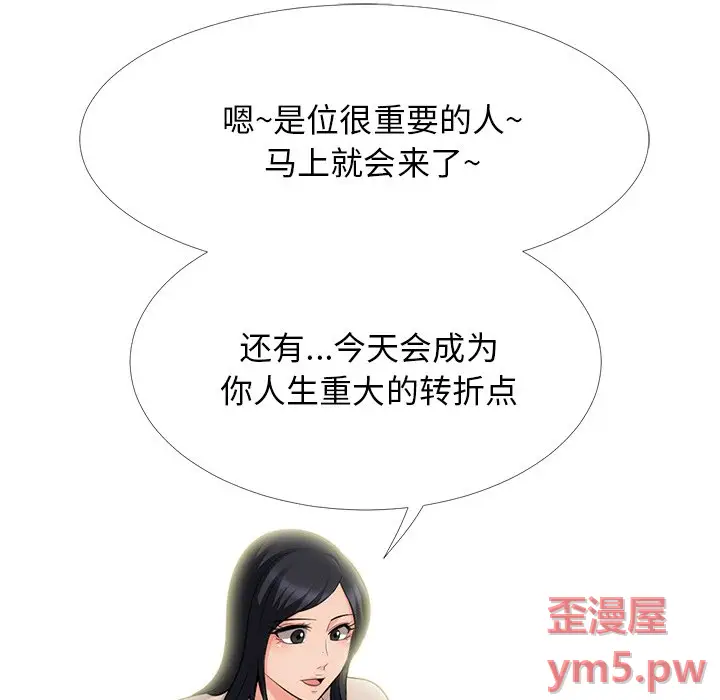 嗯~是位很重要的人~
马上就会来了~
还有...今天会成为
你人生重大的转折点
歪漫屋
ym5.pw